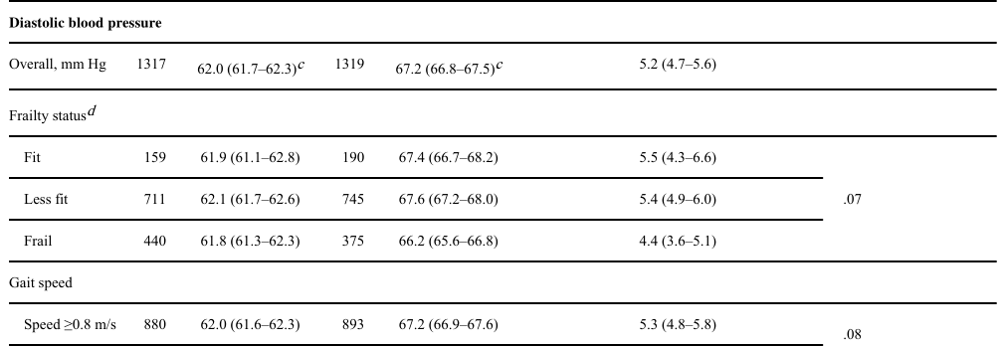 Diastolic blood pressure
Overall, mm Hg 1317 62.0 (61.7–62.3)c 1319 67.2 (66.8–67.5)c 5.2 (4.7–5.6)
Frailty statusd
Fit 159 61.9 (61.1–62.8) 190 67.4 (66.7–68.2) 5.5 (4.3–6.6)
Less fit 711 62.1 (61.7–62.6) 745 67.6 (67.2–68.0) 5.4 (4.9–6.0) .07
Frail 440 61.8 (61.3–62.3) 375 66.2 (65.6–66.8) 4.4 (3.6–5.1)
Gait speed
Speed ≥0.8 m/s 880 62.0 (61.6–62.3) 893 67.2 (66.9–67.6) 5.3 (4.8–5.8)
.08